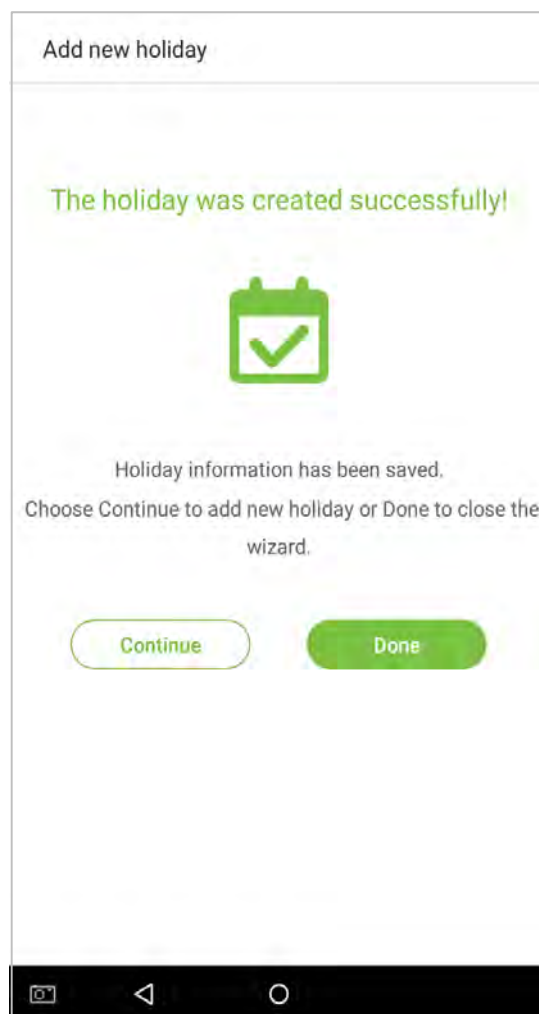 Add new holiday
The holiday was created successfully!
Holiday information has been saved.
Choose Continue to add new holiday or Done to close the
wizard.
Continue Done